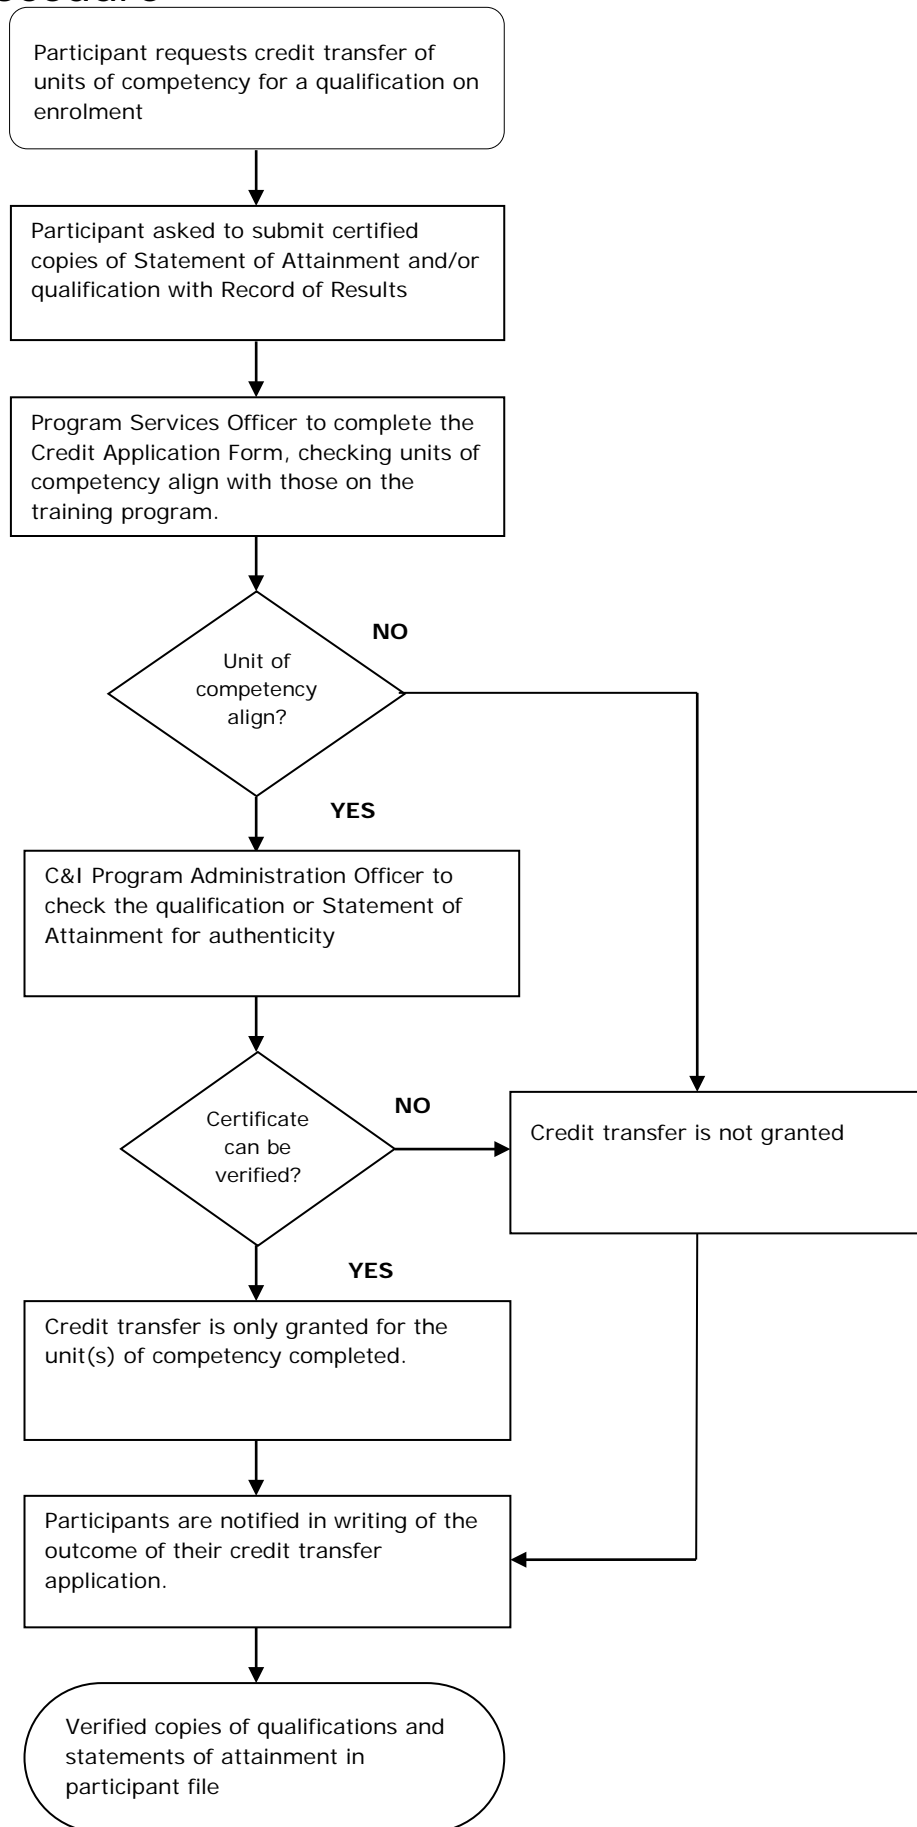 Participant requests credit transfer of
units of competency for a qualification on
enrolment
Participant asked to submit certified
copies of Statement of Attainment and/or
qualification with Record of Results
Program Services Officer to complete the
Credit Application Form, checking units of
competency align with those on the
training program.
NO
Unit of
competency
align?
YES
C&I Program Administration Officer to
check the qualification or Statement of
Attainment for authenticity
NO
Certificate
can be
verified?
Credit transfer is not granted
YES
Credit transfer is only granted for the
unit(s) of competency completed.
Participants are notified in writing of the
outcome of their credit transfer
application.
Verified copies of qualifications and
statements of attainment in
participant file